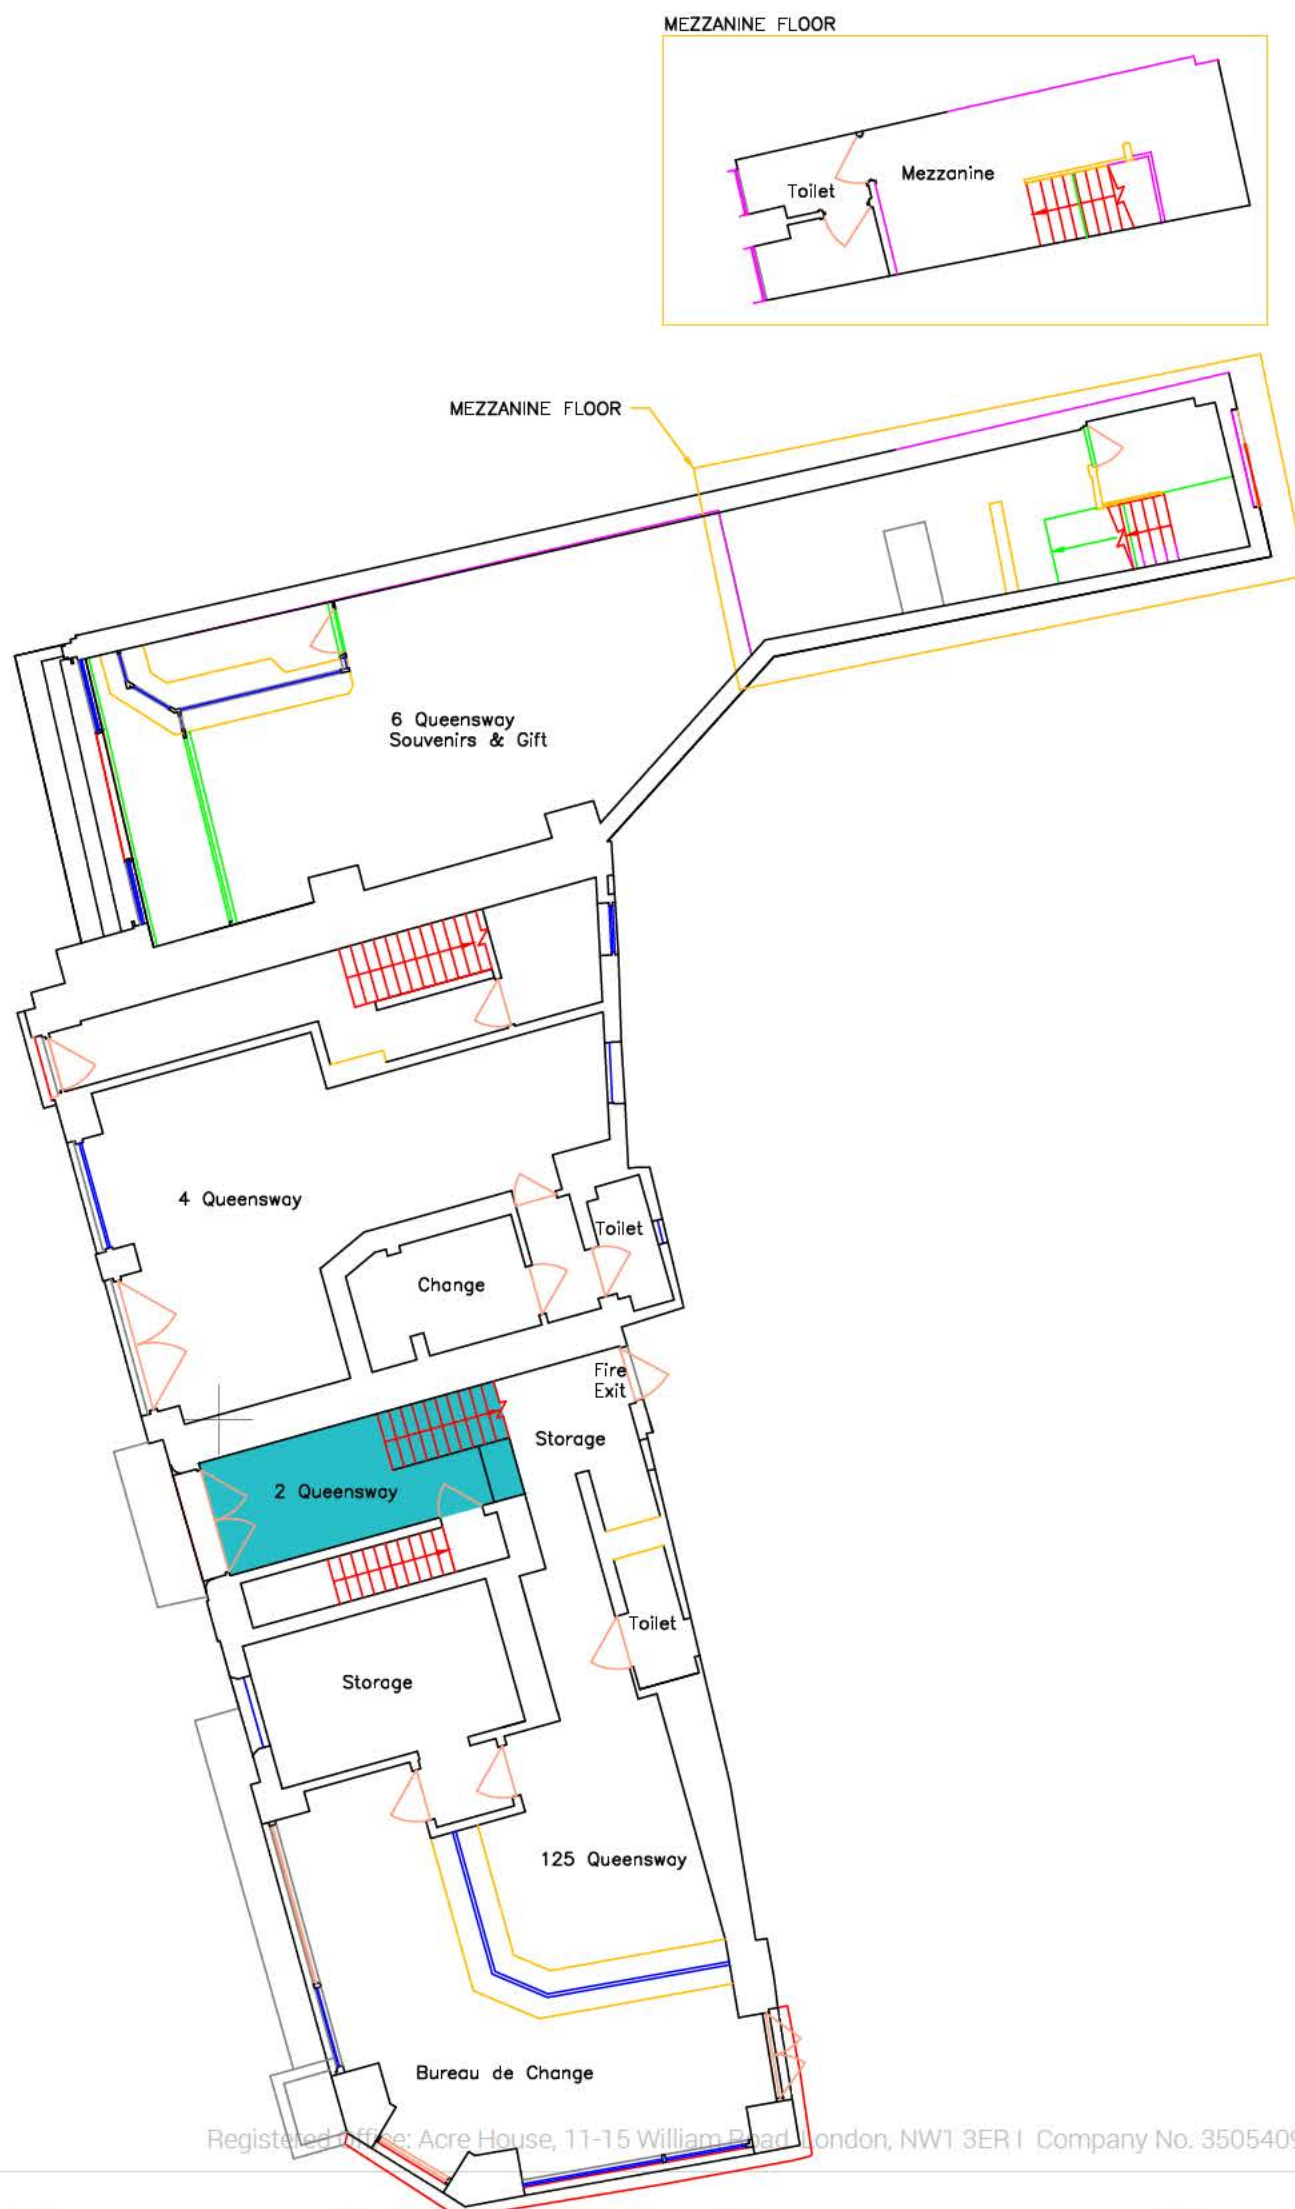 MEZZANINE FLOOR
Toilet
Mezzanine
MEZZANINE FLOOR
6 Queensway
Souvenirs & Gift
4 Queensway
Toilet
Change
Fire
Exit
Storage
2 Queensway
Toilet
Storage
125 Queensway
Bureau de Change
Registered Office: Acre House, 11-15 William Road, London, NW1 3ER I Company No. 3505409